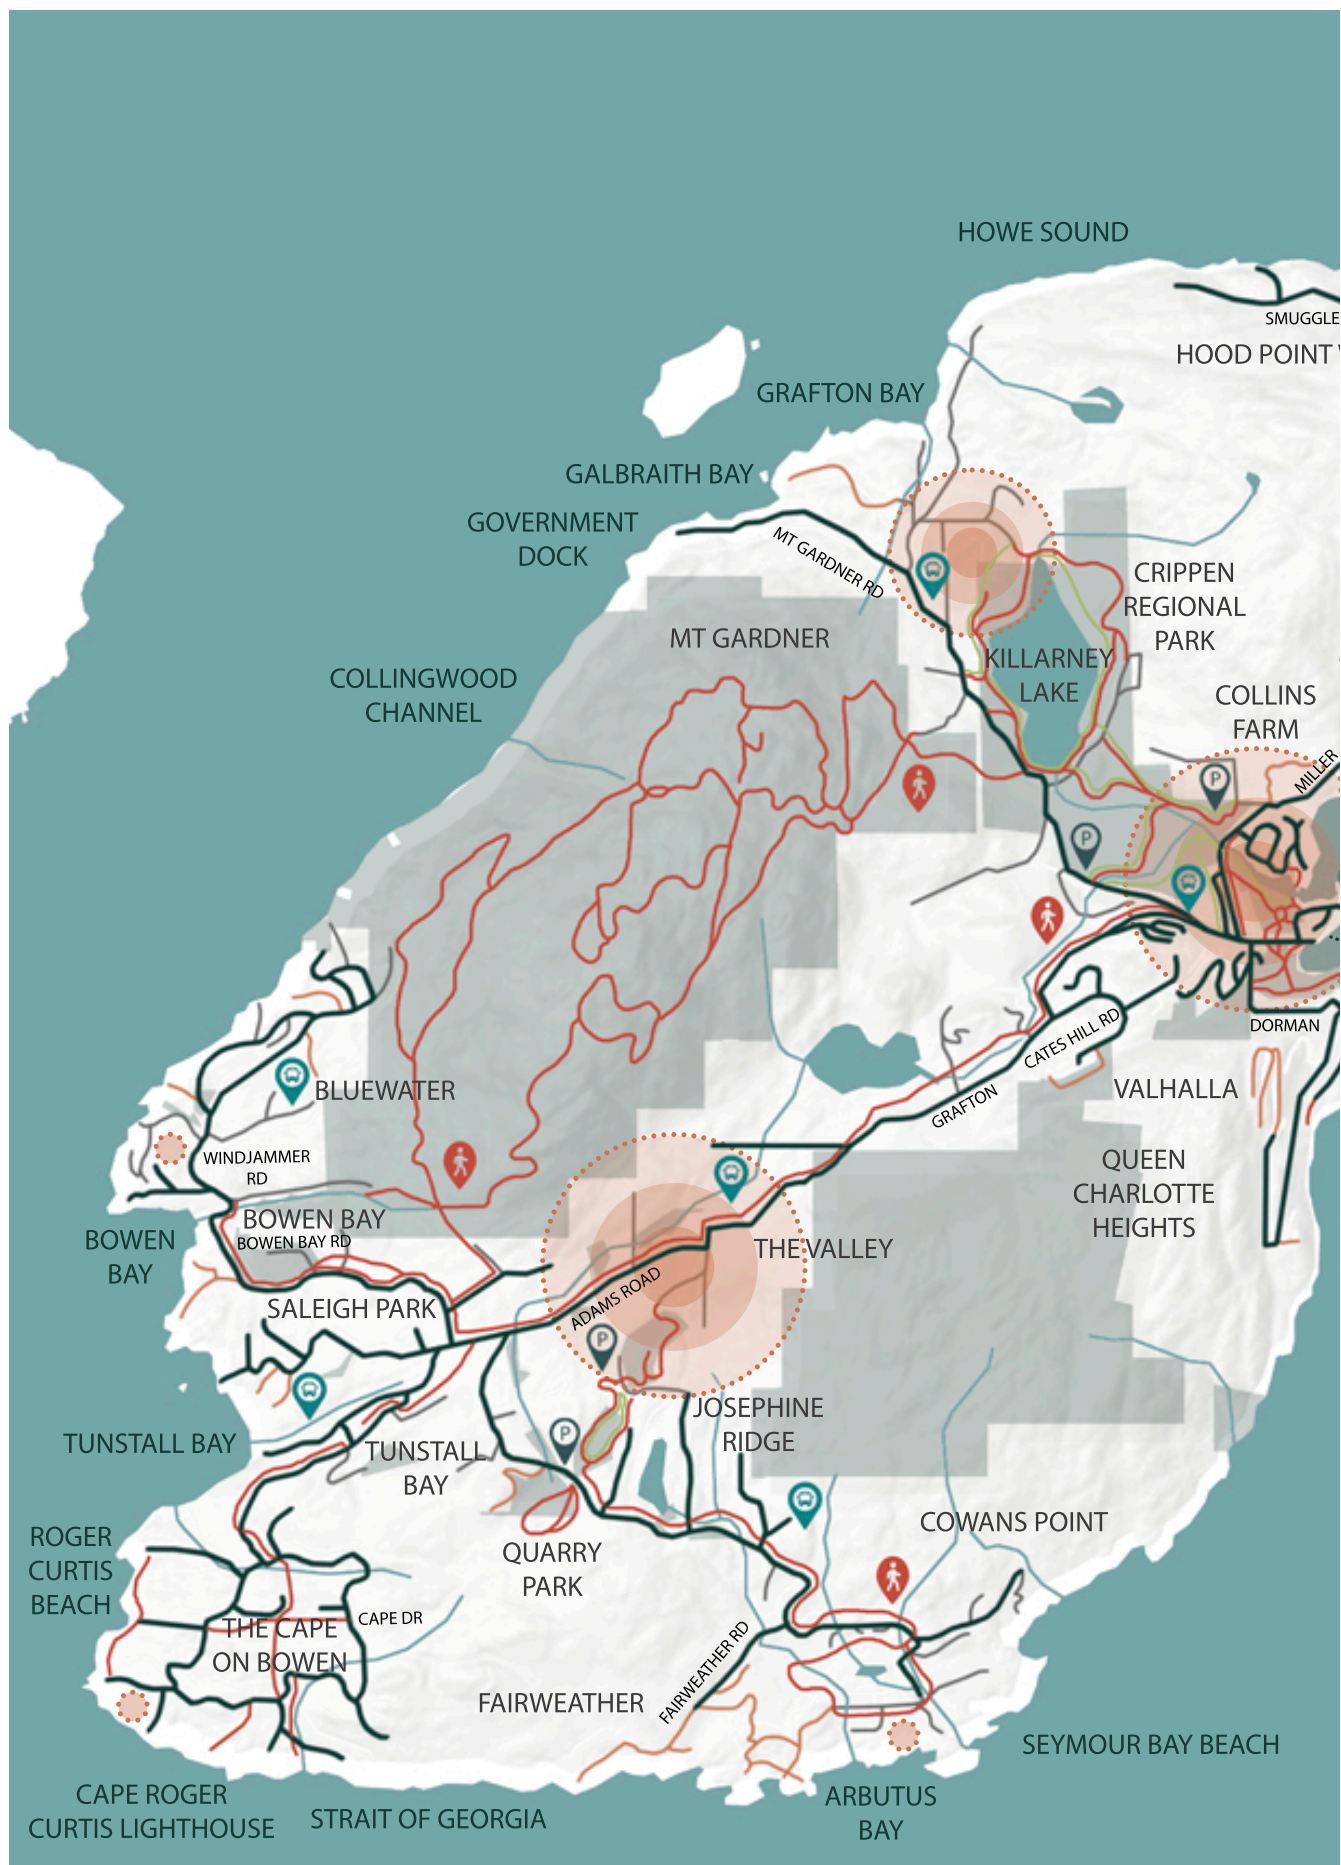 HOWE SOUND
SMUGGLE
HOOD POINT
GRAFTON BAY
GALBRAITH BAY
GOVERNMENT
DOCK
MT GARDNER RD
CRIPPEN
REGIONAL
PARK
MT GARDNER
KILLARNEY
LAKE
COLLINGWOOD
CHANNEL
COLLINS
FARM
MILLER
P
P
DORMAN
CATES HILL RD
BLUEWATER
VALHALLA
GRAFTON
WINDJAMMER
RD
QUEEN
CHARLOTTE
HEIGHTS
BOWEN BAY
BOWEN BAY RD
BOWEN
BAY
THE VALLEY
SALEIGH PARK
ADAMS ROAD
P
JOSEPHINE
RIDGE
TUNSTALL BAY
TUNSTALL
BAY
P
COWANS POINT
ROGER
CURTIS
BEACH
QUARRY
PARK
THE CAPE
ON BOWEN
CAPE DR
FAIRWEATHER
FAIRWEATHER RD
SEYMOUR BAY BEACH
CAPE ROGER
CURTIS LIGHTHOUSE
STRAIT OF GEORGIA
ARBUTUS
BAY